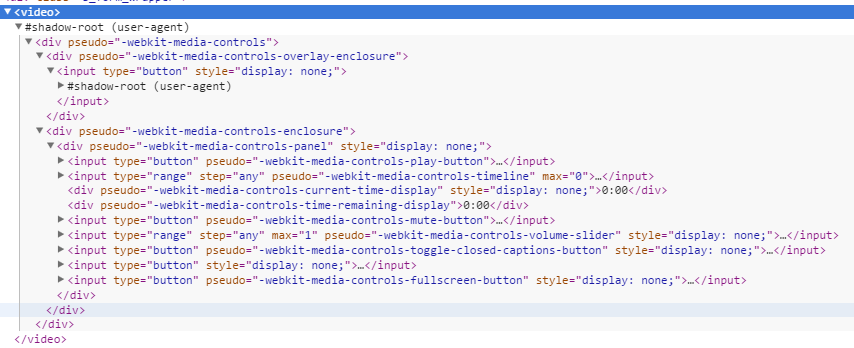 <video>
#shadow-root (user-agent)
<div pseudo="-webkit-media-controls">
<div pseudo="-webkit-media-controls-overlay-enclosure">
<input type="button" style="display: none;">
#shadow-root (user-agent)
</input>
</div>
<div pseudo="-webkit-media-controls-enclosure">
<div pseudo="-webkit-media-controls-panel" style="display: none;">
<input type="button" pseudo="-webkit-media-controls-play-button">…</input>
<input type="range" step="any" pseudo="-webkit-media-controls-timeline" max="0">…</input>
<div pseudo="-webkit-media-controls-current-time-display" style="display: none;">0:00</div>
<div pseudo="-webkit-media-controls-time-remaining-display">0:00</div>
<input type="button" pseudo="-webkit-media-controls-mute-button">…</input>
<input type="range" step="any" max="1" pseudo="-webkit-media-controls-volume-slider" style="display: none;">…</input>
<input type="button" pseudo="-webkit-media-controls-toggle-closed-captions-button" style="display: none;">…</input>
<input type="button" style="display: none;">…</input>
<input type="button" pseudo="-webkit-media-controls-fullscreen-button" style="display: none;">…</input>
</div>
</div>
</div>
</video>